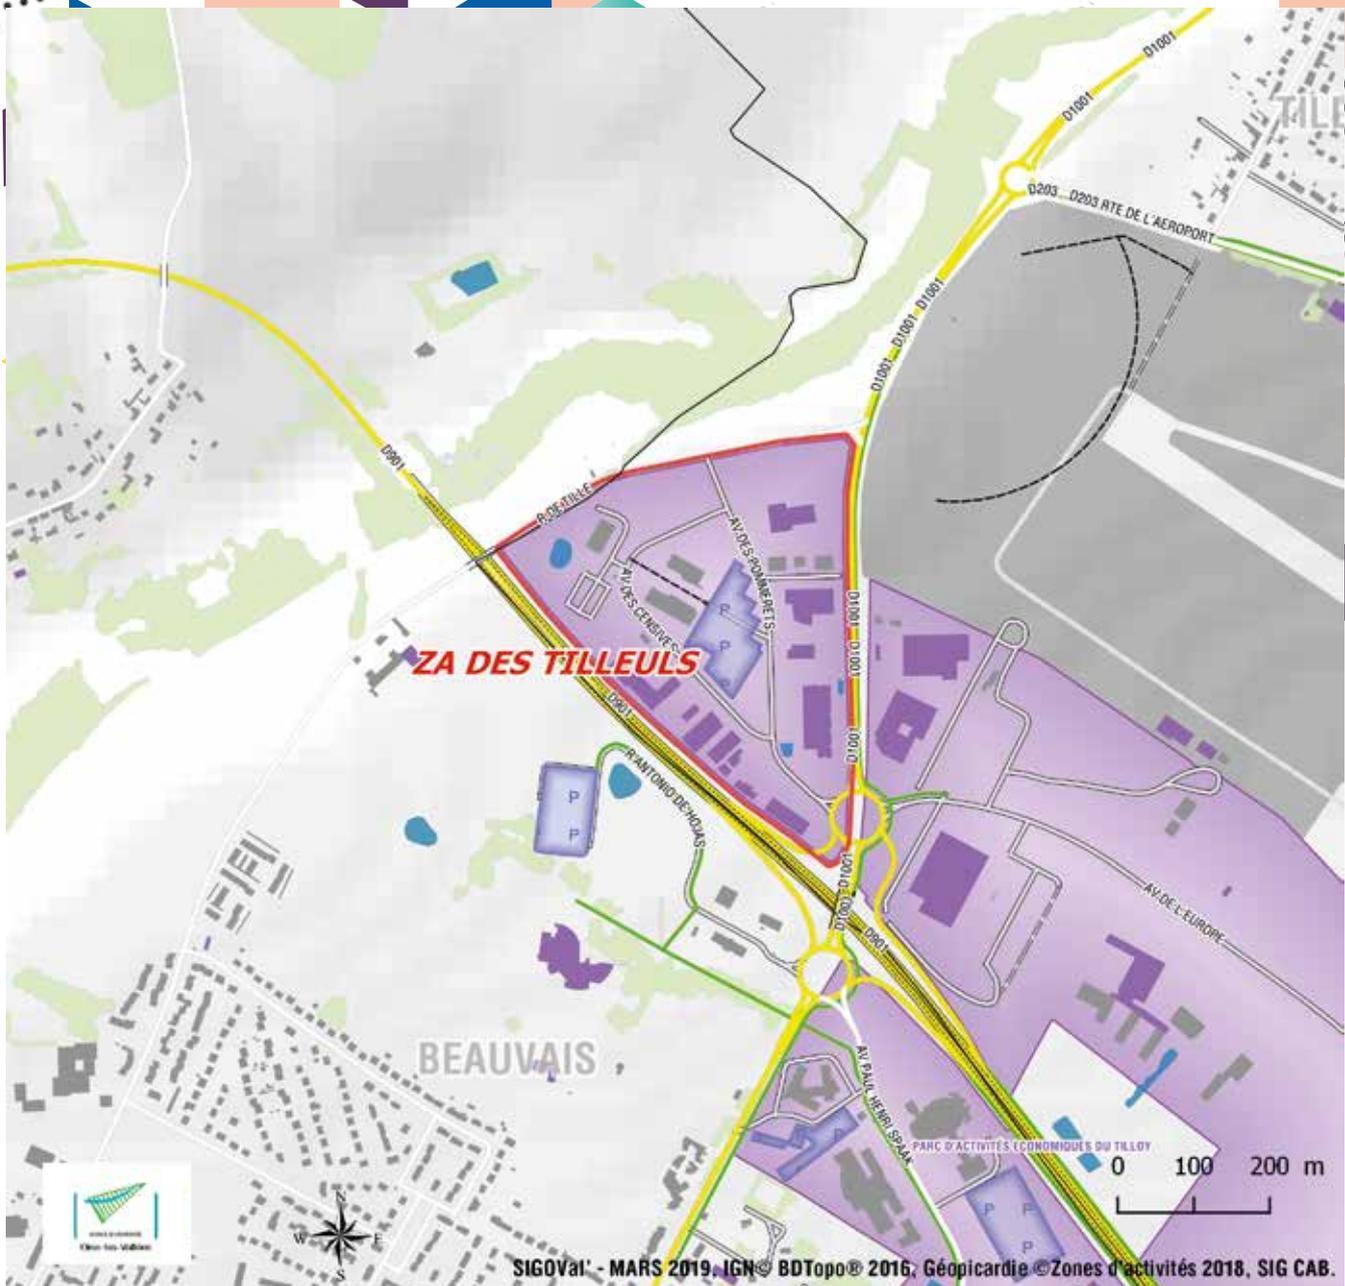 D1001
D1001
TILL
D203
D203 RTE DE L'AEROPORT
D1001
D1001
D1001
D901
R DE TILLE
AV DES POMMERETS
AV DES CENSIVES
P
P
P
D1001
D1001
ZA DES TILLEULS
D901
D1001
R ANTONIO DE HOJAS
P
P
D1001
D1001
AV DE L'EUROPE
D901
BEAUVAIS
AV PAUL HENRI SPAAK
P
PARC D'ACTIVITÉS ÉCONOMIQUES DU TILLOY
0 100 200 m
P
P
P
N
W E
S
SIGOVal' - MARS 2019, IGN© BDTopo® 2016, Géopicardie ©Zones d'activités 2018, SIG CAB.